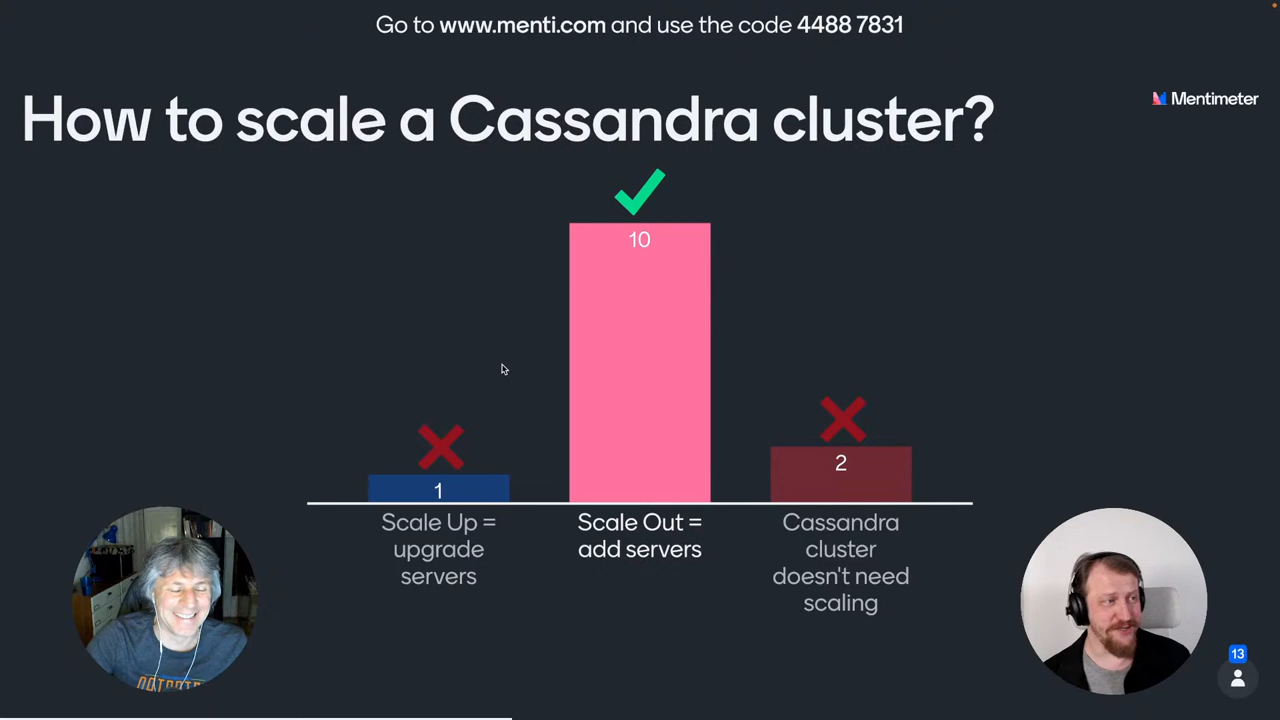 Go to www.menti.com and use the code 4488 7831
How to scale a Cassandra cluster?
Mentimeter
10
2
1
Scale Up =
upgrade
servers
Scale Out =
add servers
Cassandra
cluster
doesn't need
scaling
13